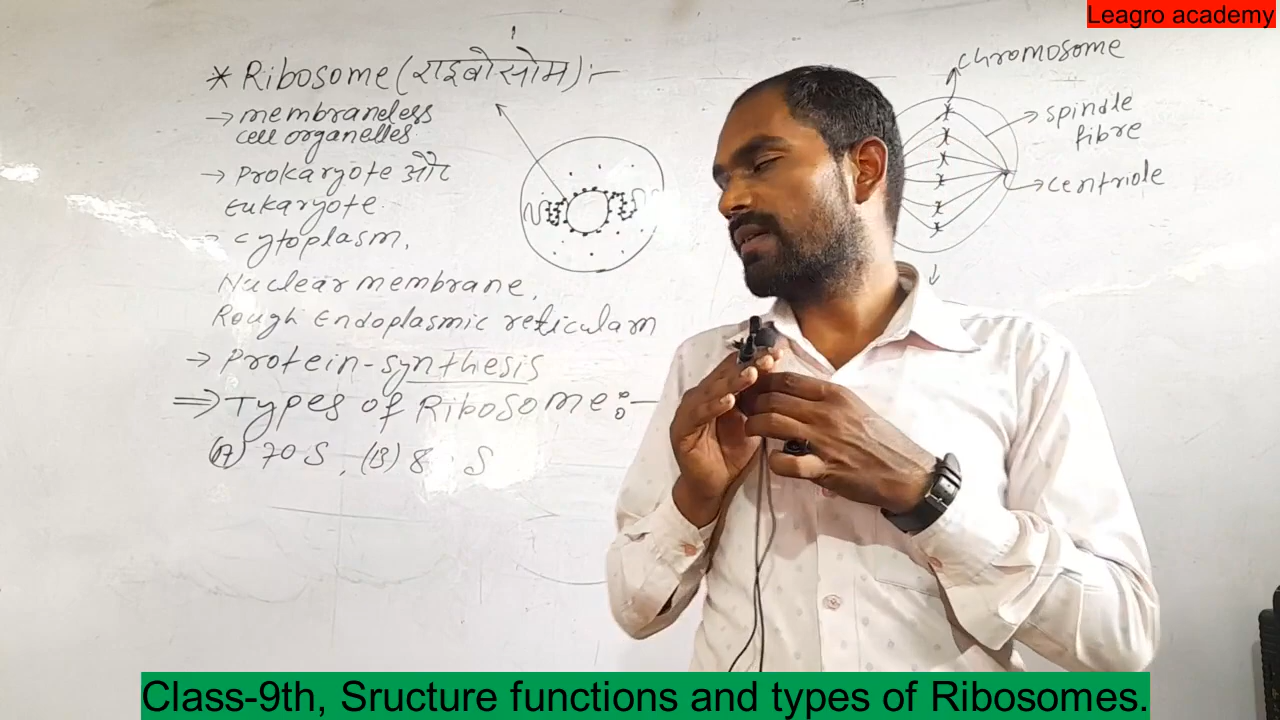 Leagro academy
* Ribosome (राइबोसोम) :-
→ membraneless
cell organelles
→ Prokaryote और
Eukaryote.
→ cytoplasm,
Nuclear membrane,
Rough Endoplasmic reticulam
→ Protein-synthesis
⇒ Types of Ribosome :-
(A) 70 S, (B) 8 S
chromosome
spindle
fibre
centriole
Class-9th, Sructure functions and types of Ribosomes.